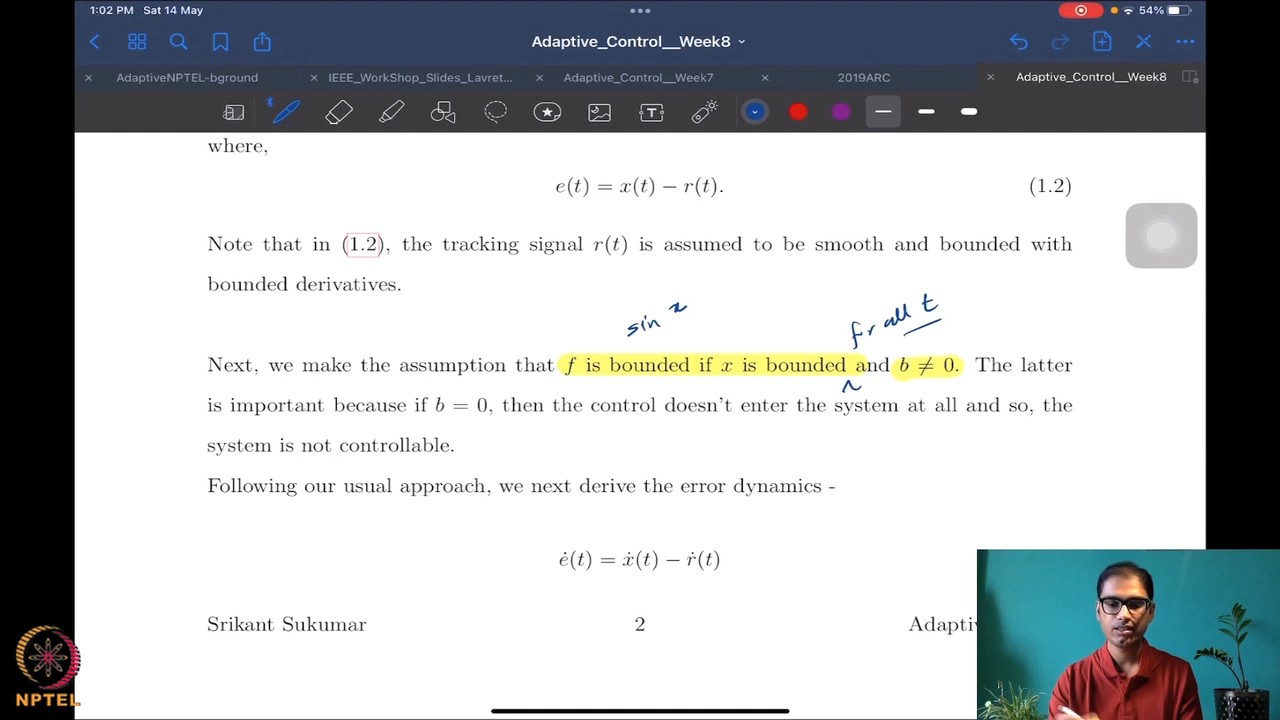 1:02 PM Sat 14 May
54%
Adaptive_Control__Week8
AdaptiveNPTEL-bground
IEEE_WorkShop_Slides_Lavret...
Adaptive_Control__Week7
2019ARC
Adaptive_Control__Week8
where,
e(t) = x(t) − r(t). (1.2)
Note that in (1.2), the tracking signal r(t) is assumed to be smooth and bounded with
bounded derivatives.
sin x
for all t
Next, we make the assumption that f is bounded if x is bounded and b ≠ 0. The latter
is important because if b = 0, then the control doesn't enter the system at all and so, the
system is not controllable.
Following our usual approach, we next derive the error dynamics -
ė(t) = ẋ(t) − ṙ(t)
Srikant Sukumar 2 Adaptiv
NPTEL